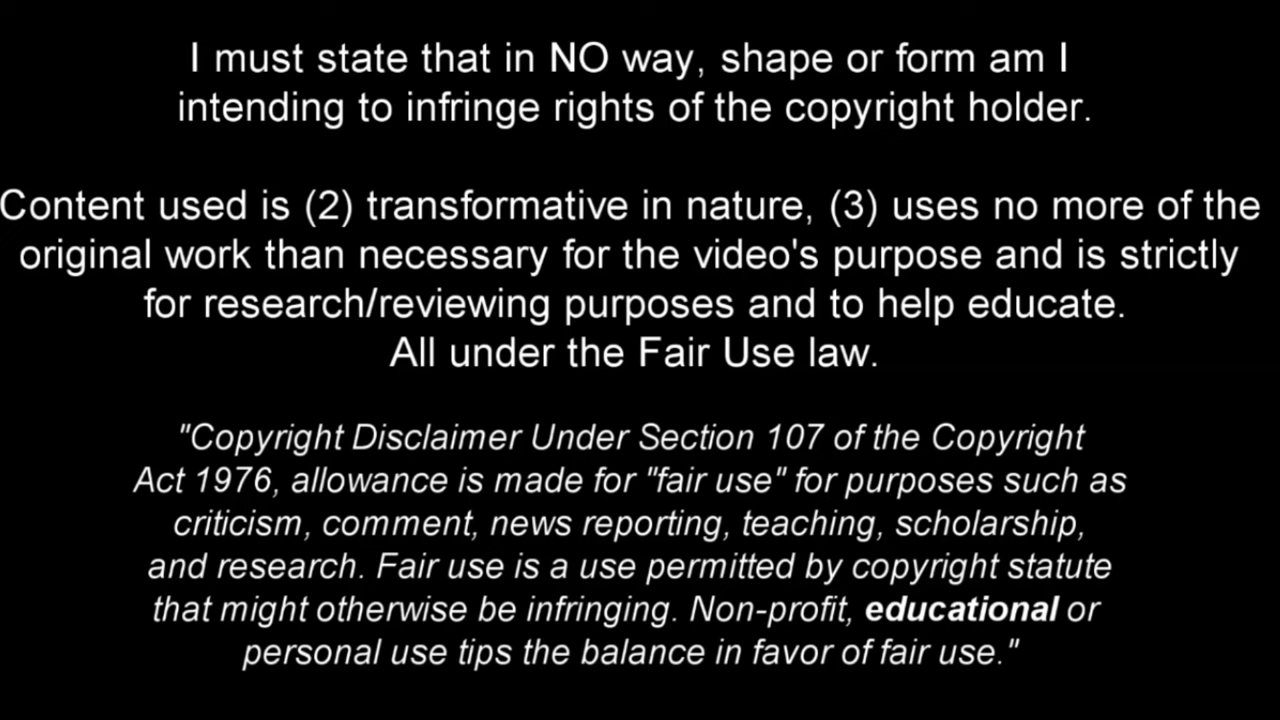 I must state that in NO way, shape or form am I
intending to infringe rights of the copyright holder.
Content used is (2) transformative in nature, (3) uses no more of the
original work than necessary for the video's purpose and is strictly
for research/reviewing purposes and to help educate.
All under the Fair Use law.
"Copyright Disclaimer Under Section 107 of the Copyright
Act 1976, allowance is made for "fair use" for purposes such as
criticism, comment, news reporting, teaching, scholarship,
and research. Fair use is a use permitted by copyright statute
that might otherwise be infringing. Non-profit, educational or
personal use tips the balance in favor of fair use."